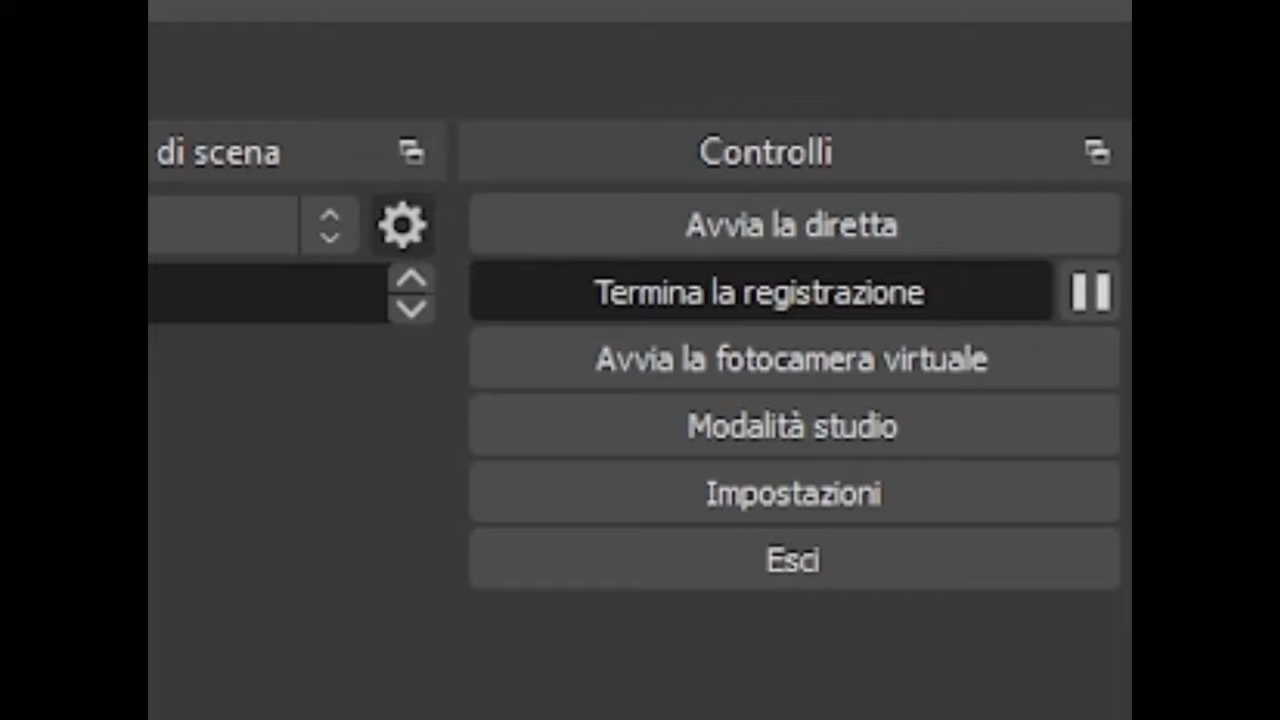 di scena
Controlli
Avvia la diretta
Termina la registrazione
Avvia la fotocamera virtuale
Modalità studio
Impostazioni
Esci